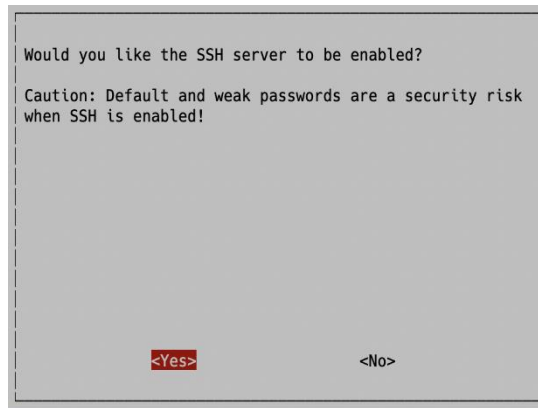 Would you like the SSH server to be enabled?
Caution: Default and weak passwords are a security risk
when SSH is enabled!
<Yes> <No>